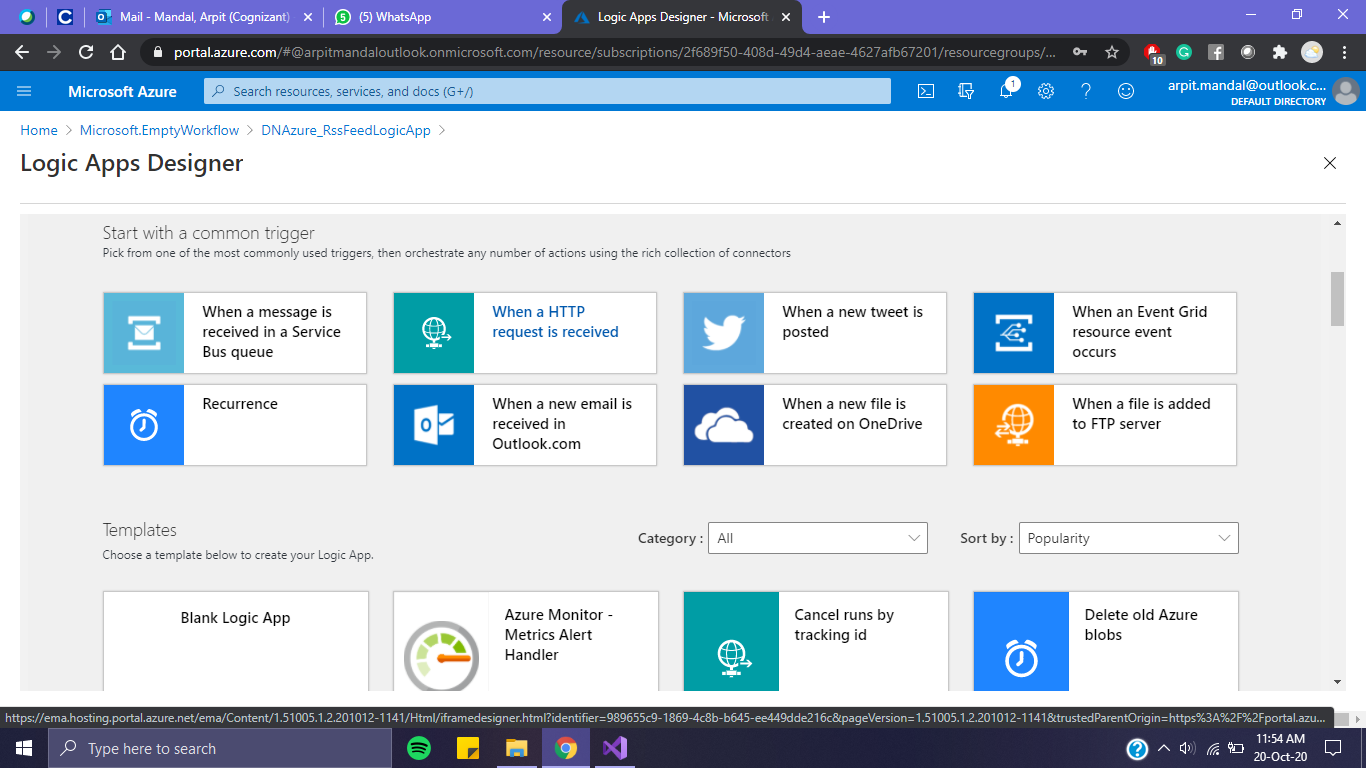 Mail - Mandal, Arpit (Cognizant)
(5) WhatsApp
Logic Apps Designer - Microsoft
portal.azure.com/#@arpitmandaloutlook.onmicrosoft.com/resource/subscriptions/2f689f50-408d-49d4-aeae-4627afb67201/resourcegroups/...
10
Microsoft Azure
Search resources, services, and docs (G+/)
1
arpit.mandal@outlook.c...
DEFAULT DIRECTORY
Home > Microsoft.EmptyWorkflow > DNAzure_RssFeedLogicApp >
Logic Apps Designer
Start with a common trigger
Pick from one of the most commonly used triggers, then orchestrate any number of actions using the rich collection of connectors
When a message is
received in a Service
Bus queue
When a HTTP
request is received
When a new tweet is
posted
When an Event Grid
resource event
occurs
Recurrence
When a new email is
received in
Outlook.com
When a new file is
created on OneDrive
When a file is added
to FTP server
Templates
Choose a template below to create your Logic App.
Category : All
Sort by : Popularity
Blank Logic App
Azure Monitor -
Metrics Alert
Handler
Cancel runs by
tracking id
Delete old Azure
blobs
https://ema.hosting.portal.azure.net/ema/Content/1.51005.1.2.201012-1141/Html/iframedesigner.html?identifier=989655c9-1869-4c8b-b645-ee449dde216c&pageVersion=1.51005.1.2.201012-1141&trustedParentOrigin=https%3A%2F%2Fportal.azu...
Type here to search
11:54 AM
20-Oct-20